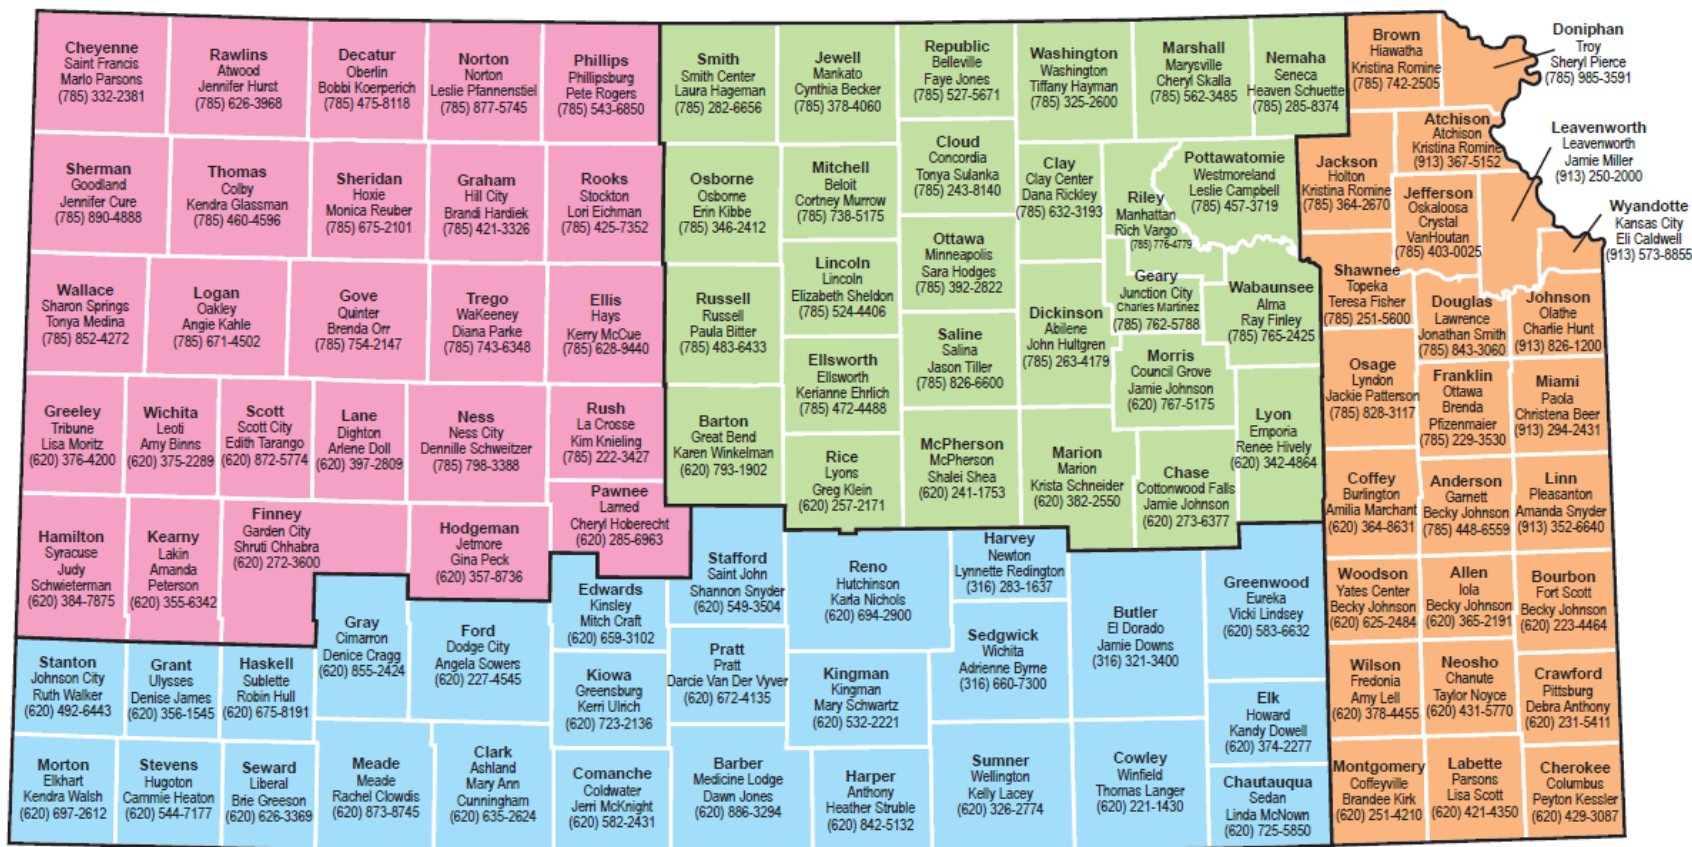 Cheyenne
Saint Francis
Marlo Parsons
(785) 332-2381
Rawlins
Atwood
Jennifer Hurst
(785) 626-3968
Decatur
Oberlin
Bobbi Koerperich
(785) 475-8118
Norton
Norton
Leslie Pfannenstiel
(785) 877-5745
Phillips
Phillipsburg
Pete Rogers
(785) 543-6850
Smith
Smith Center
Laura Hageman
(785) 282-6656
Jewell
Mankato
Cynthia Becker
(785) 378-4060
Republic
Belleville
Faye Jones
(785) 527-5671
Washington
Washington
Tiffany Hayman
(785) 325-2600
Marshall
Marysville
Cheryl Skalla
(785) 562-3485
Nemaha
Seneca
Heaven Schuette
(785) 285-8374
Brown
Hiawatha
Kristina Romine
(785) 742-2505
Doniphan
Troy
Sheryl Pierce
(785) 985-3591
Sherman
Goodland
Jennifer Cure
(785) 890-4888
Thomas
Colby
Kendra Glassman
(785) 460-4596
Sheridan
Hoxie
Monica Reuber
(785) 675-2101
Graham
Hill City
Brandi Hardiek
(785) 421-3326
Rooks
Stockton
Lori Eichman
(785) 425-7352
Osborne
Osborne
Erin Kibbe
(785) 346-2412
Mitchell
Beloit
Cortney Murrow
(785) 738-5175
Cloud
Concordia
Tonya Sulanka
(785) 243-8140
Clay
Clay Center
Dana Rickley
(785) 632-3193
Riley
Manhattan
Rich Vargo
(785) 776-4779
Pottawatomie
Westmoreland
Leslie Campbell
(785) 457-3719
Jackson
Holton
Kristina Romine
(785) 364-2670
Atchison
Atchison
Kristina Romine
(913) 367-5152
Jefferson
Oskaloosa
Crystal
VanHoutan
(785) 403-0025
Leavenworth
Leavenworth
Jamie Miller
(913) 250-2000
Wyandotte
Kansas City
Eli Caldwell
(913) 573-8855
Wallace
Sharon Springs
Tonya Medina
(785) 852-4272
Logan
Oakley
Angie Kahle
(785) 671-4502
Gove
Quinter
Brenda Orr
(785) 754-2147
Trego
WaKeeney
Diana Parke
(785) 743-6348
Ellis
Hays
Kerry McCue
(785) 628-9440
Russell
Russell
Paula Bitter
(785) 483-6433
Lincoln
Lincoln
Elizabeth Sheldon
(785) 524-4406
Ottawa
Minneapolis
Sara Hodges
(785) 392-2822
Saline
Salina
Jason Tiller
(785) 826-6600
Dickinson
Abilene
John Hultgren
(785) 263-4179
Geary
Junction City
Charles Martinez
(785) 762-5788
Wabaunsee
Alma
Ray Finley
(785) 765-2425
Shawnee
Topeka
Teresa Fisher
(785) 251-5600
Douglas
Lawrence
Jonathan Smith
(785) 843-3060
Johnson
Olathe
Charlie Hunt
(913) 826-1200
Greeley
Tribune
Lisa Moritz
(620) 376-4200
Wichita
Leoti
Amy Binns
(620) 375-2289
Scott
Scott City
Edith Tarango
(620) 872-5774
Lane
Dighton
Arlene Doll
(620) 397-2809
Ness
Ness City
Dennille Schweitzer
(785) 798-3388
Rush
La Crosse
Kim Knieling
(785) 222-3427
Barton
Great Bend
Karen Winkelman
(620) 793-1902
Ellsworth
Ellsworth
Kerianne Ehrlich
(785) 472-4488
Rice
Lyons
Greg Klein
(620) 257-2171
McPherson
McPherson
Shalei Shea
(620) 241-1753
Marion
Marion
Krista Schneider
(620) 382-2550
Morris
Council Grove
Jamie Johnson
(620) 767-5175
Chase
Cottonwood Falls
Jamie Johnson
(620) 273-6377
Lyon
Emporia
Renee Hively
(620) 342-4864
Osage
Lyndon
Jackie Patterson
(785) 828-3117
Franklin
Ottawa
Brenda
Pfizenmaier
(785) 229-3530
Miami
Paola
Christena Beer
(913) 294-2431
Hamilton
Syracuse
Judy
Schwieterman
(620) 384-7875
Kearny
Lakin
Amanda
Peterson
(620) 355-6342
Finney
Garden City
Shruti Chhabra
(620) 272-3600
Hodgeman
Jetmore
Gina Peck
(620) 357-8736
Pawnee
Larned
Cheryl Hoberecht
(620) 285-6963
Stafford
Saint John
Shannon Snyder
(620) 549-3504
Reno
Hutchinson
Karla Nichols
(620) 694-2900
Harvey
Newton
Lynnette Redington
(316) 283-1637
Coffey
Burlington
Amilia Marchant
(620) 364-8631
Anderson
Garnett
Becky Johnson
(785) 448-6559
Linn
Pleasanton
Amanda Snyder
(913) 352-6640
Gray
Cimarron
Denice Cragg
(620) 855-2424
Ford
Dodge City
Angela Sowers
(620) 227-4545
Edwards
Kinsley
Mitch Craft
(620) 659-3102
Kiowa
Greensburg
Kerri Ulrich
(620) 723-2136
Pratt
Pratt
Darcie Van Der Vyver
(620) 672-4135
Kingman
Kingman
Mary Schwartz
(620) 532-2221
Sedgwick
Wichita
Adrienne Byrne
(316) 660-7300
Butler
El Dorado
Jamie Downs
(316) 321-3400
Greenwood
Eureka
Vicki Lindsey
(620) 583-6632
Woodson
Yates Center
Becky Johnson
(620) 625-2484
Allen
Iola
Becky Johnson
(620) 365-2191
Bourbon
Fort Scott
Becky Johnson
(620) 223-4464
Stanton
Johnson City
Ruth Walker
(620) 492-6443
Grant
Ulysses
Denise James
(620) 356-1545
Haskell
Sublette
Robin Hull
(620) 675-8191
Elk
Howard
Kandy Dowell
(620) 374-2277
Wilson
Fredonia
Amy Lell
(620) 378-4455
Neosho
Chanute
Taylor Noyce
(620) 431-5770
Crawford
Pittsburg
Debra Anthony
(620) 231-5411
Morton
Elkhart
Kendra Walsh
(620) 697-2612
Stevens
Hugoton
Cammie Heaton
(620) 544-7177
Seward
Liberal
Brie Greeson
(620) 626-3369
Meade
Meade
Rachel Clowdis
(620) 873-8745
Clark
Ashland
Mary Ann
Cunningham
(620) 635-2624
Comanche
Coldwater
Jerri McKnight
(620) 582-2431
Barber
Medicine Lodge
Dawn Jones
(620) 886-3294
Harper
Anthony
Heather Struble
(620) 842-5132
Sumner
Wellington
Kelly Lacey
(620) 326-2774
Cowley
Winfield
Thomas Langer
(620) 221-1430
Chautauqua
Sedan
Linda McNown
(620) 725-5850
Montgomery
Coffeyville
Brandee Kirk
(620) 251-4210
Labette
Parsons
Lisa Scott
(620) 421-4350
Cherokee
Columbus
Peyton Kessler
(620) 429-3087